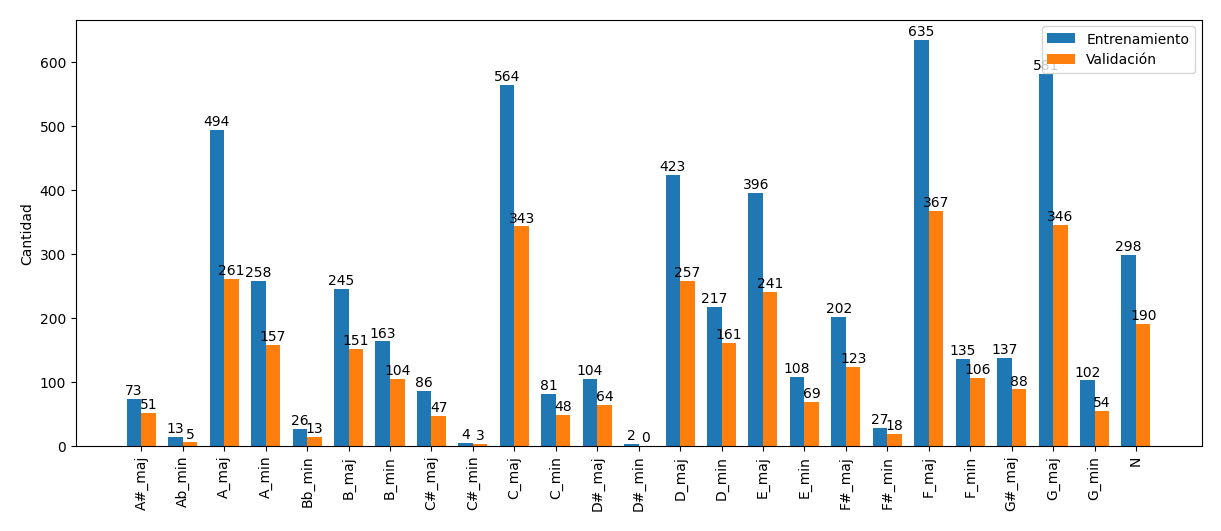 Entrenamiento
Validación
Cantidad
600
500
400
300
200
100
0
73 51
13 5
494 261
258 157
26 13
245 151
163 104
86 47
4 3
564 343
81 48
104 64
2 0
423 257
217 161
396 241
108 69
202 123
27 18
635 367
135 106
137 88
581 346
102 54
298 190
A#_maj
Ab_min
A_maj
A_min
Bb_min
B_maj
B_min
C#_maj
C#_min
C_maj
C_min
D#_maj
D#_min
D_maj
D_min
E_maj
E_min
F#_maj
F#_min
F_maj
F_min
G#_maj
G_maj
G_min
N